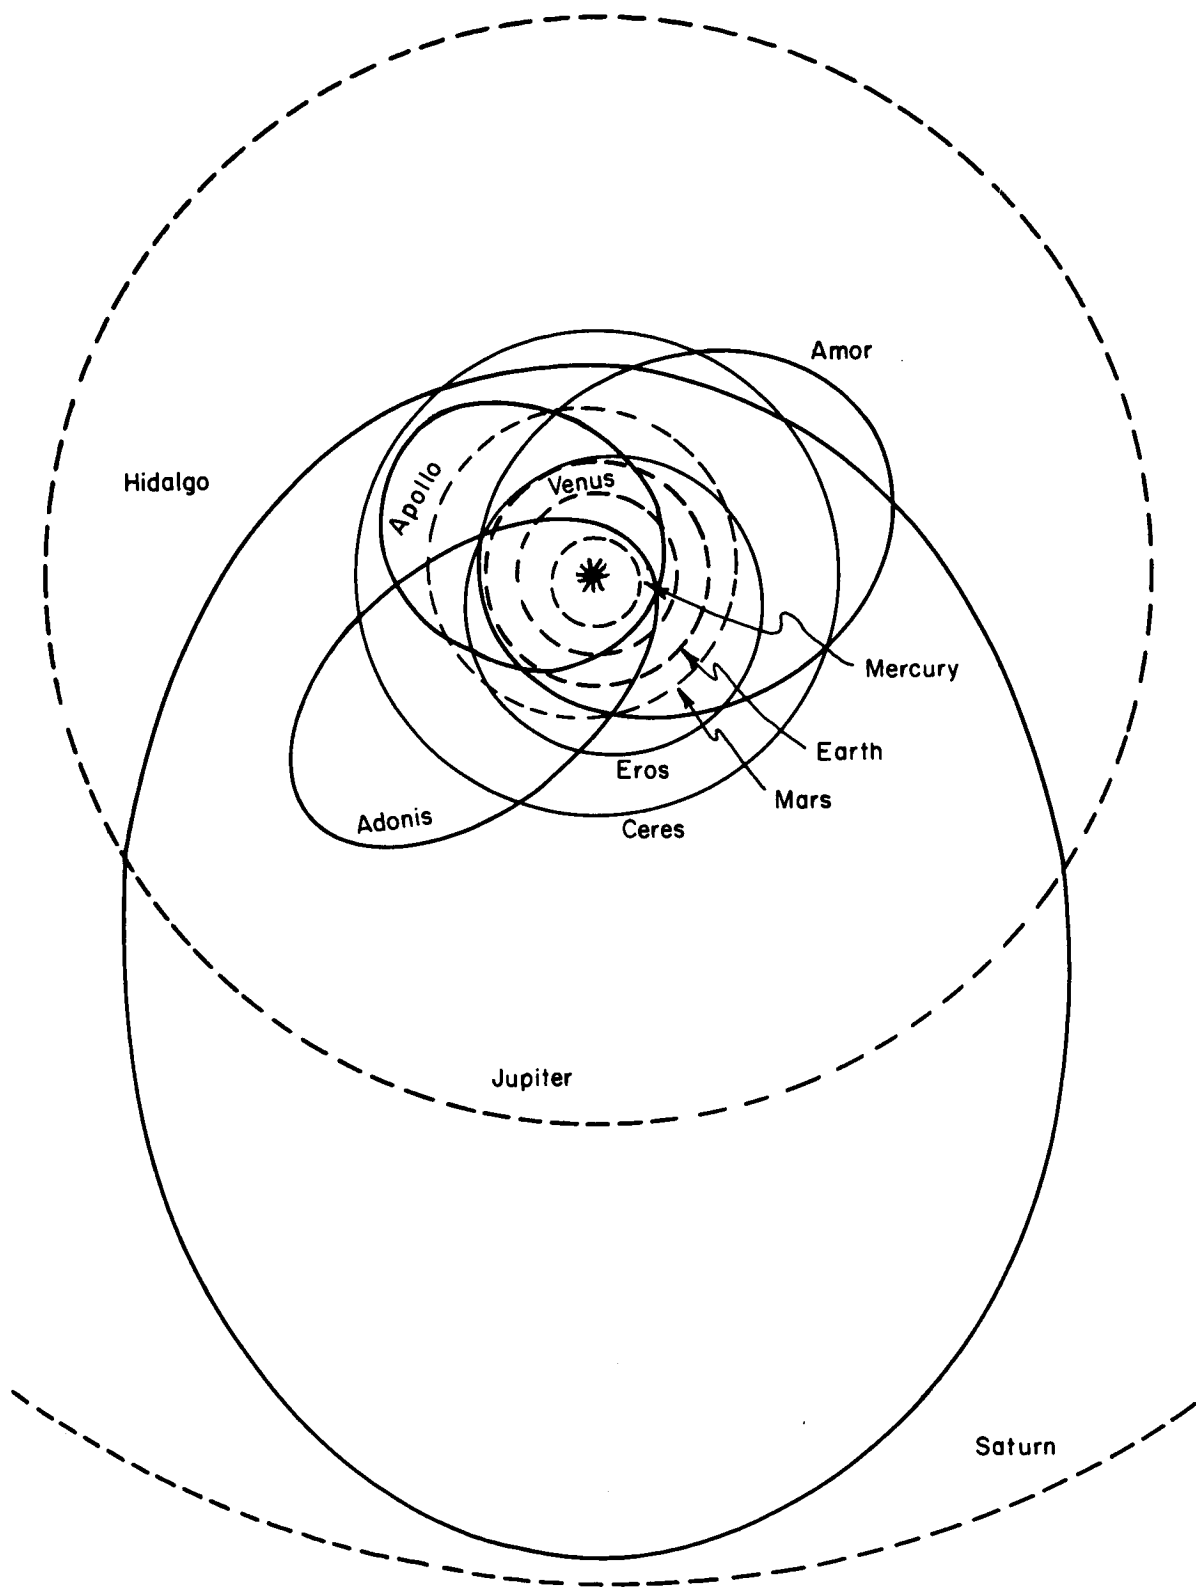 Amor
Hidalgo
Apollo
Venus
Mercury
Earth
Eros
Mars
Adonis
Ceres
Jupiter
Saturn